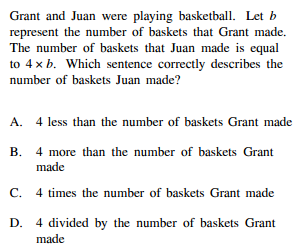 Grant and Juan were playing basketball. Let b
represent the number of baskets that Grant made.
The number of baskets that Juan made is equal
to 4 × b. Which sentence correctly describes the
number of baskets Juan made?
A. 4 less than the number of baskets Grant made
B. 4 more than the number of baskets Grant
made
C. 4 times the number of baskets Grant made
D. 4 divided by the number of baskets Grant
made